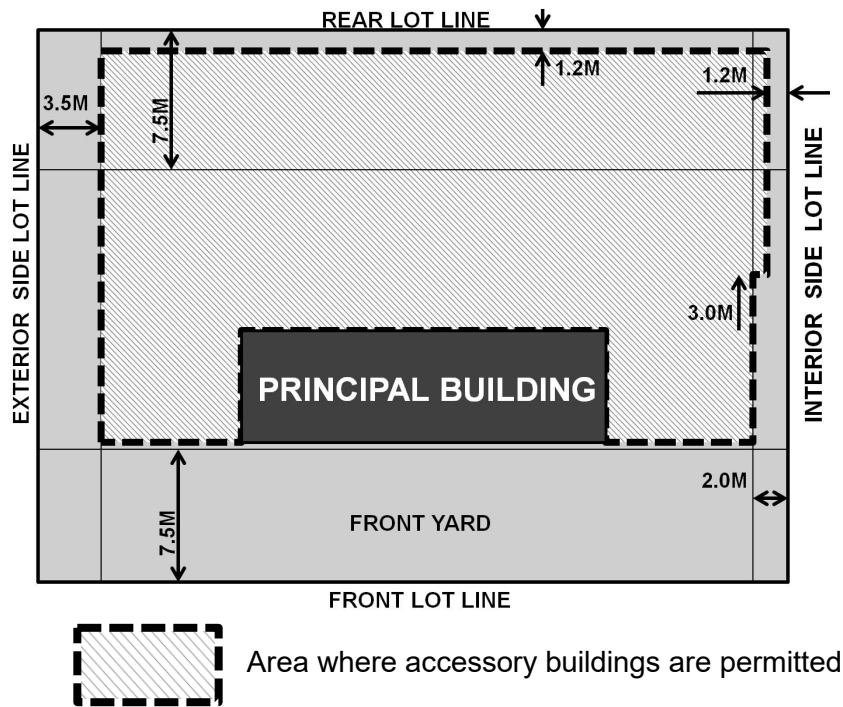 REAR LOT LINE
1.2M
1.2M
3.5M
7.5M
EXTERIOR SIDE LOT LINE
INTERIOR SIDE LOT LINE
3.0M
PRINCIPAL BUILDING
2.0M
7.5M
FRONT YARD
FRONT LOT LINE
Area where accessory buildings are permitted